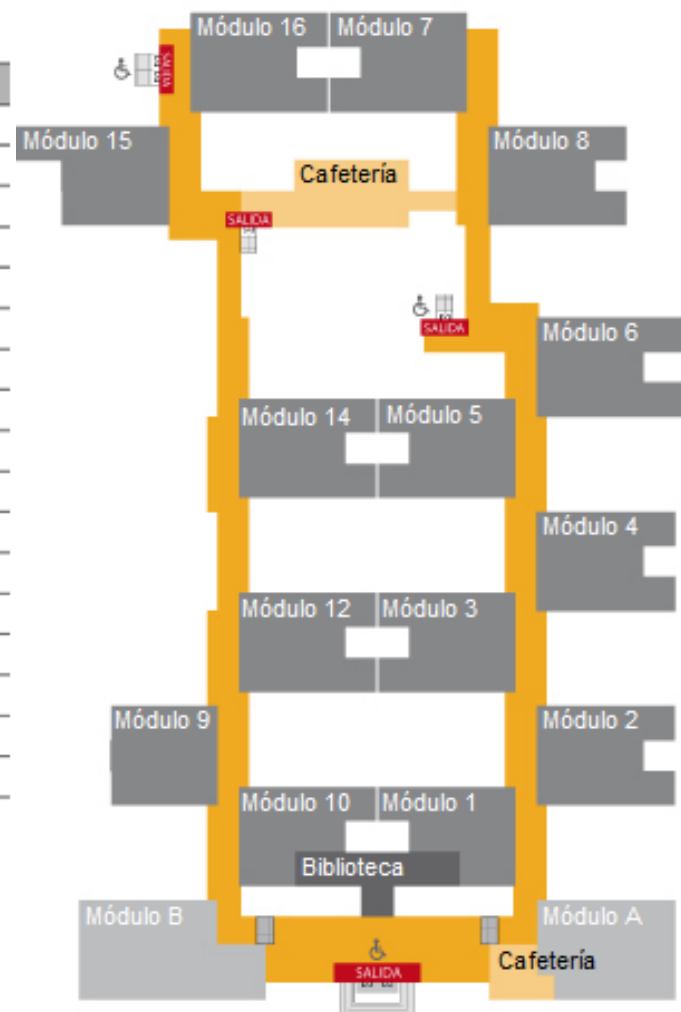 Módulo 16
Módulo 7
SALIDA
Módulo 15
Módulo 8
Cafetería
SALIDA
SALIDA
Módulo 6
Módulo 14
Módulo 5
Módulo 4
Módulo 12
Módulo 3
Módulo 9
Módulo 2
Módulo 10
Módulo 1
Biblioteca
Módulo B
Módulo A
Cafetería
SALIDA